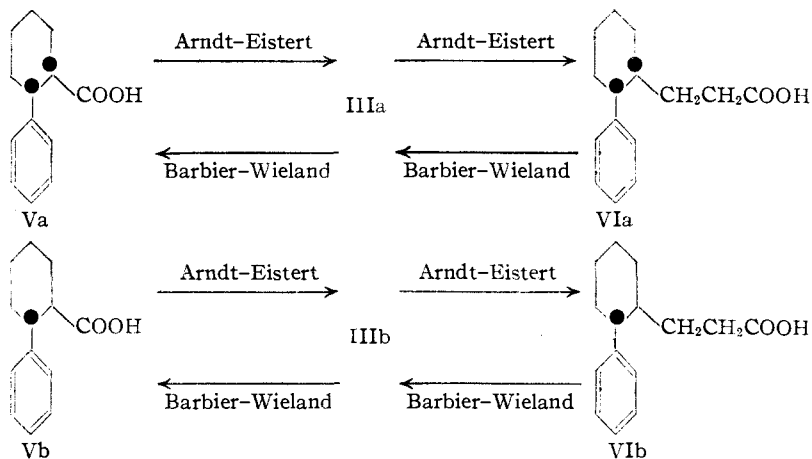 Arndt–Eistert Arndt–Eistert
COOH IIIa CH₂CH₂COOH
Barbier–Wieland Barbier–Wieland
Va VIa
Arndt–Eistert Arndt–Eistert
COOH IIIb CH₂CH₂COOH
Barbier–Wieland Barbier–Wieland
Vb VIb